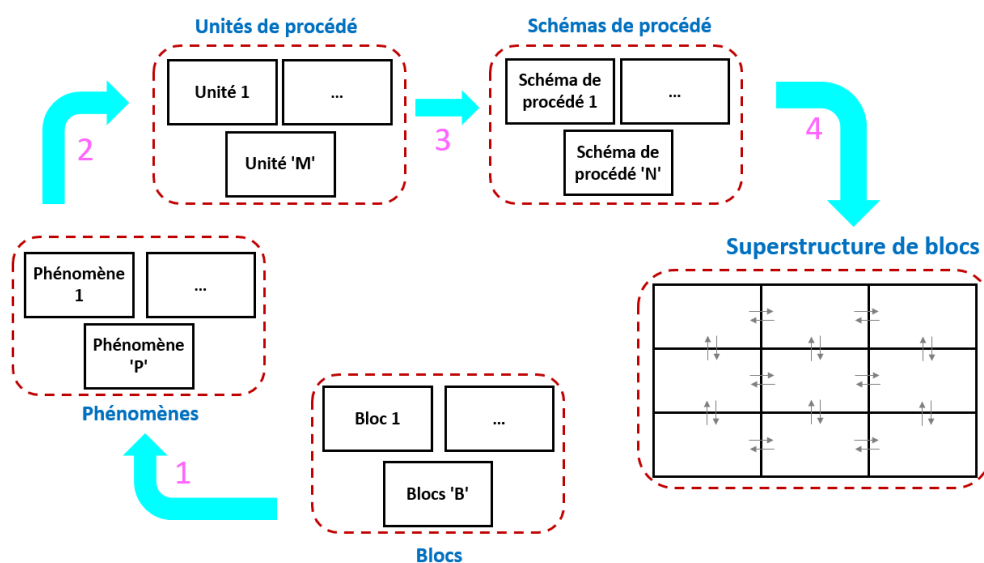 Unités de procédé
Unité 1
...
Unité 'M'
Schémas de procédé
Schéma de
procédé 1
...
Schéma de
procédé 'N'
2
3
4
Phénomène
1
...
Phénomène
'P'
Phénomènes
Superstructure de blocs
1
Bloc 1
...
Blocs 'B'
Blocs